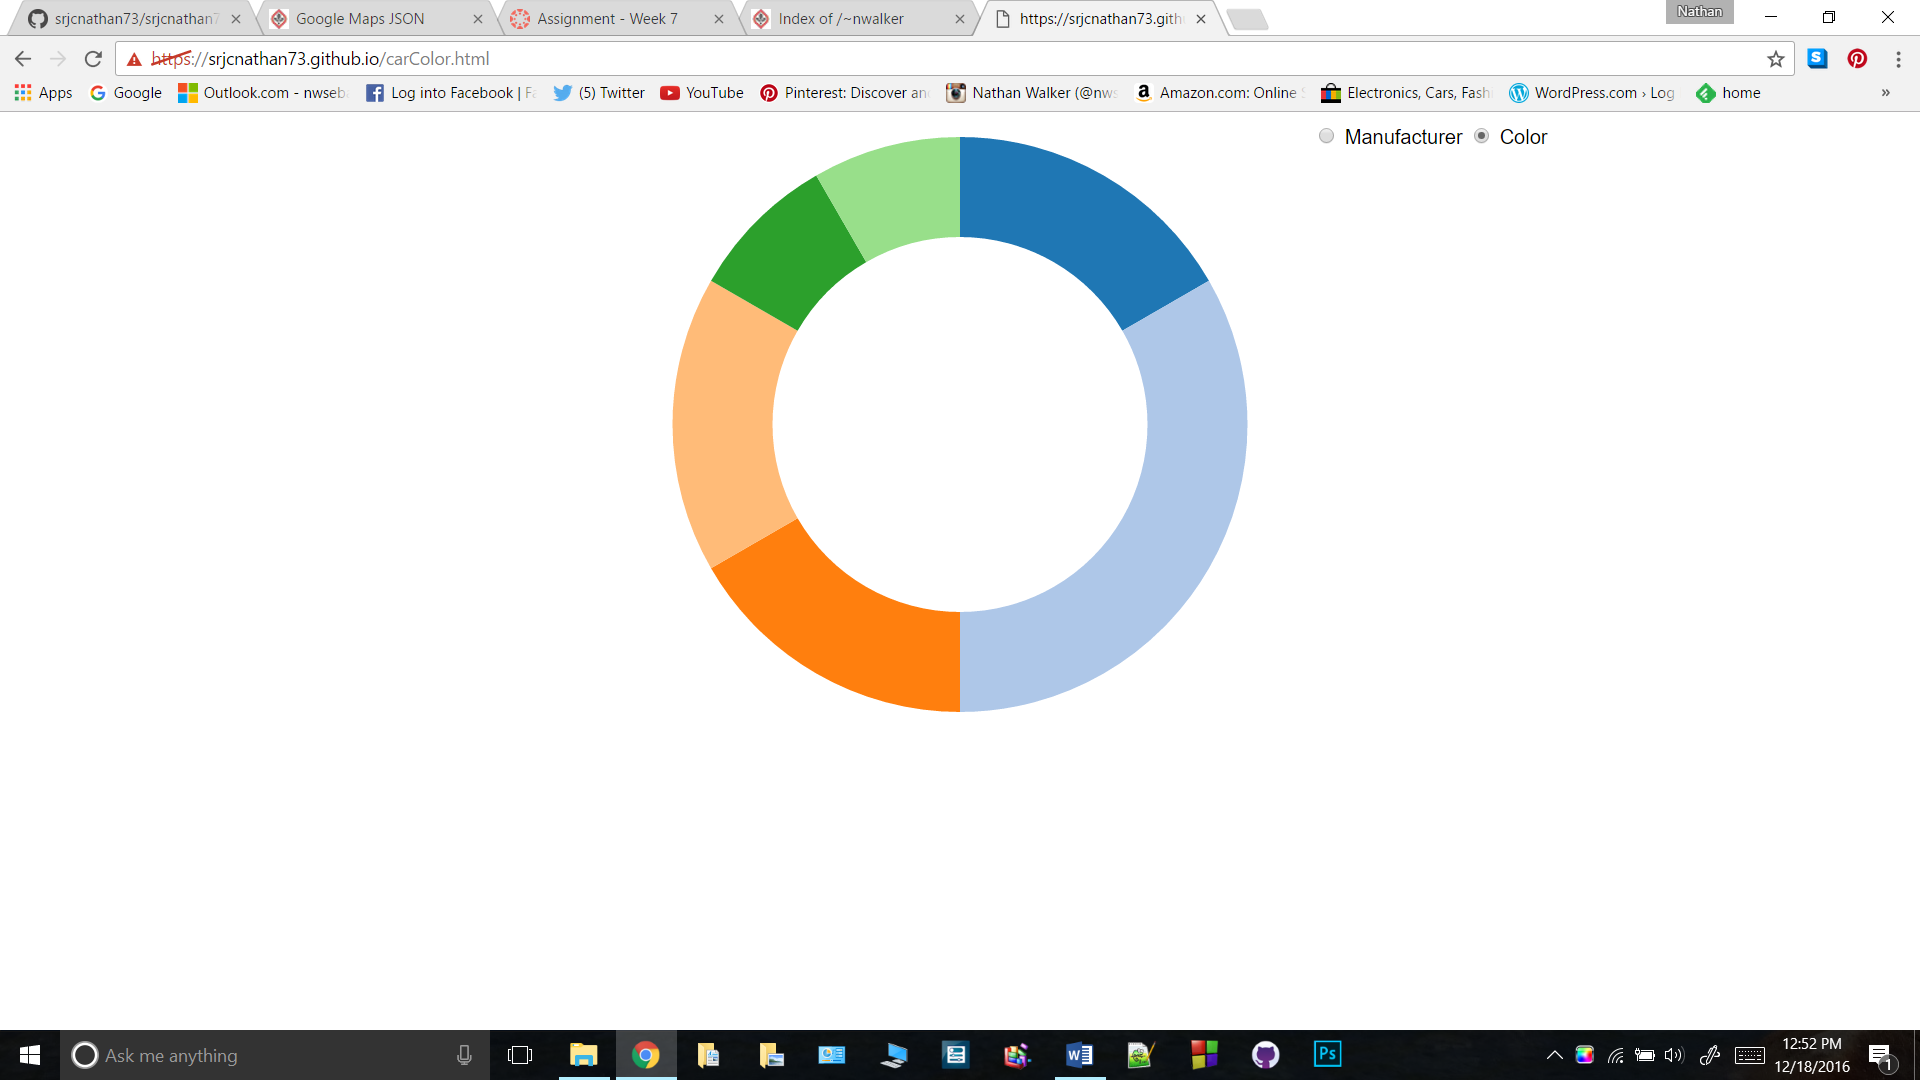 srjcnathan73/srjcnathan7
Google Maps JSON
Assignment - Week 7
Index of /~nwalker
https://srjcnathan73.gith
Nathan
https://srjcnathan73.github.io/carColor.html
Apps
Google
Outlook.com - nwseb
Log into Facebook | Fa
(5) Twitter
YouTube
Pinterest: Discover an
Nathan Walker (@nws
Amazon.com: Online S
Electronics, Cars, Fash
WordPress.com › Log
home
»
Manufacturer
Color
Ask me anything
Ps
12:52 PM
12/18/2016
1